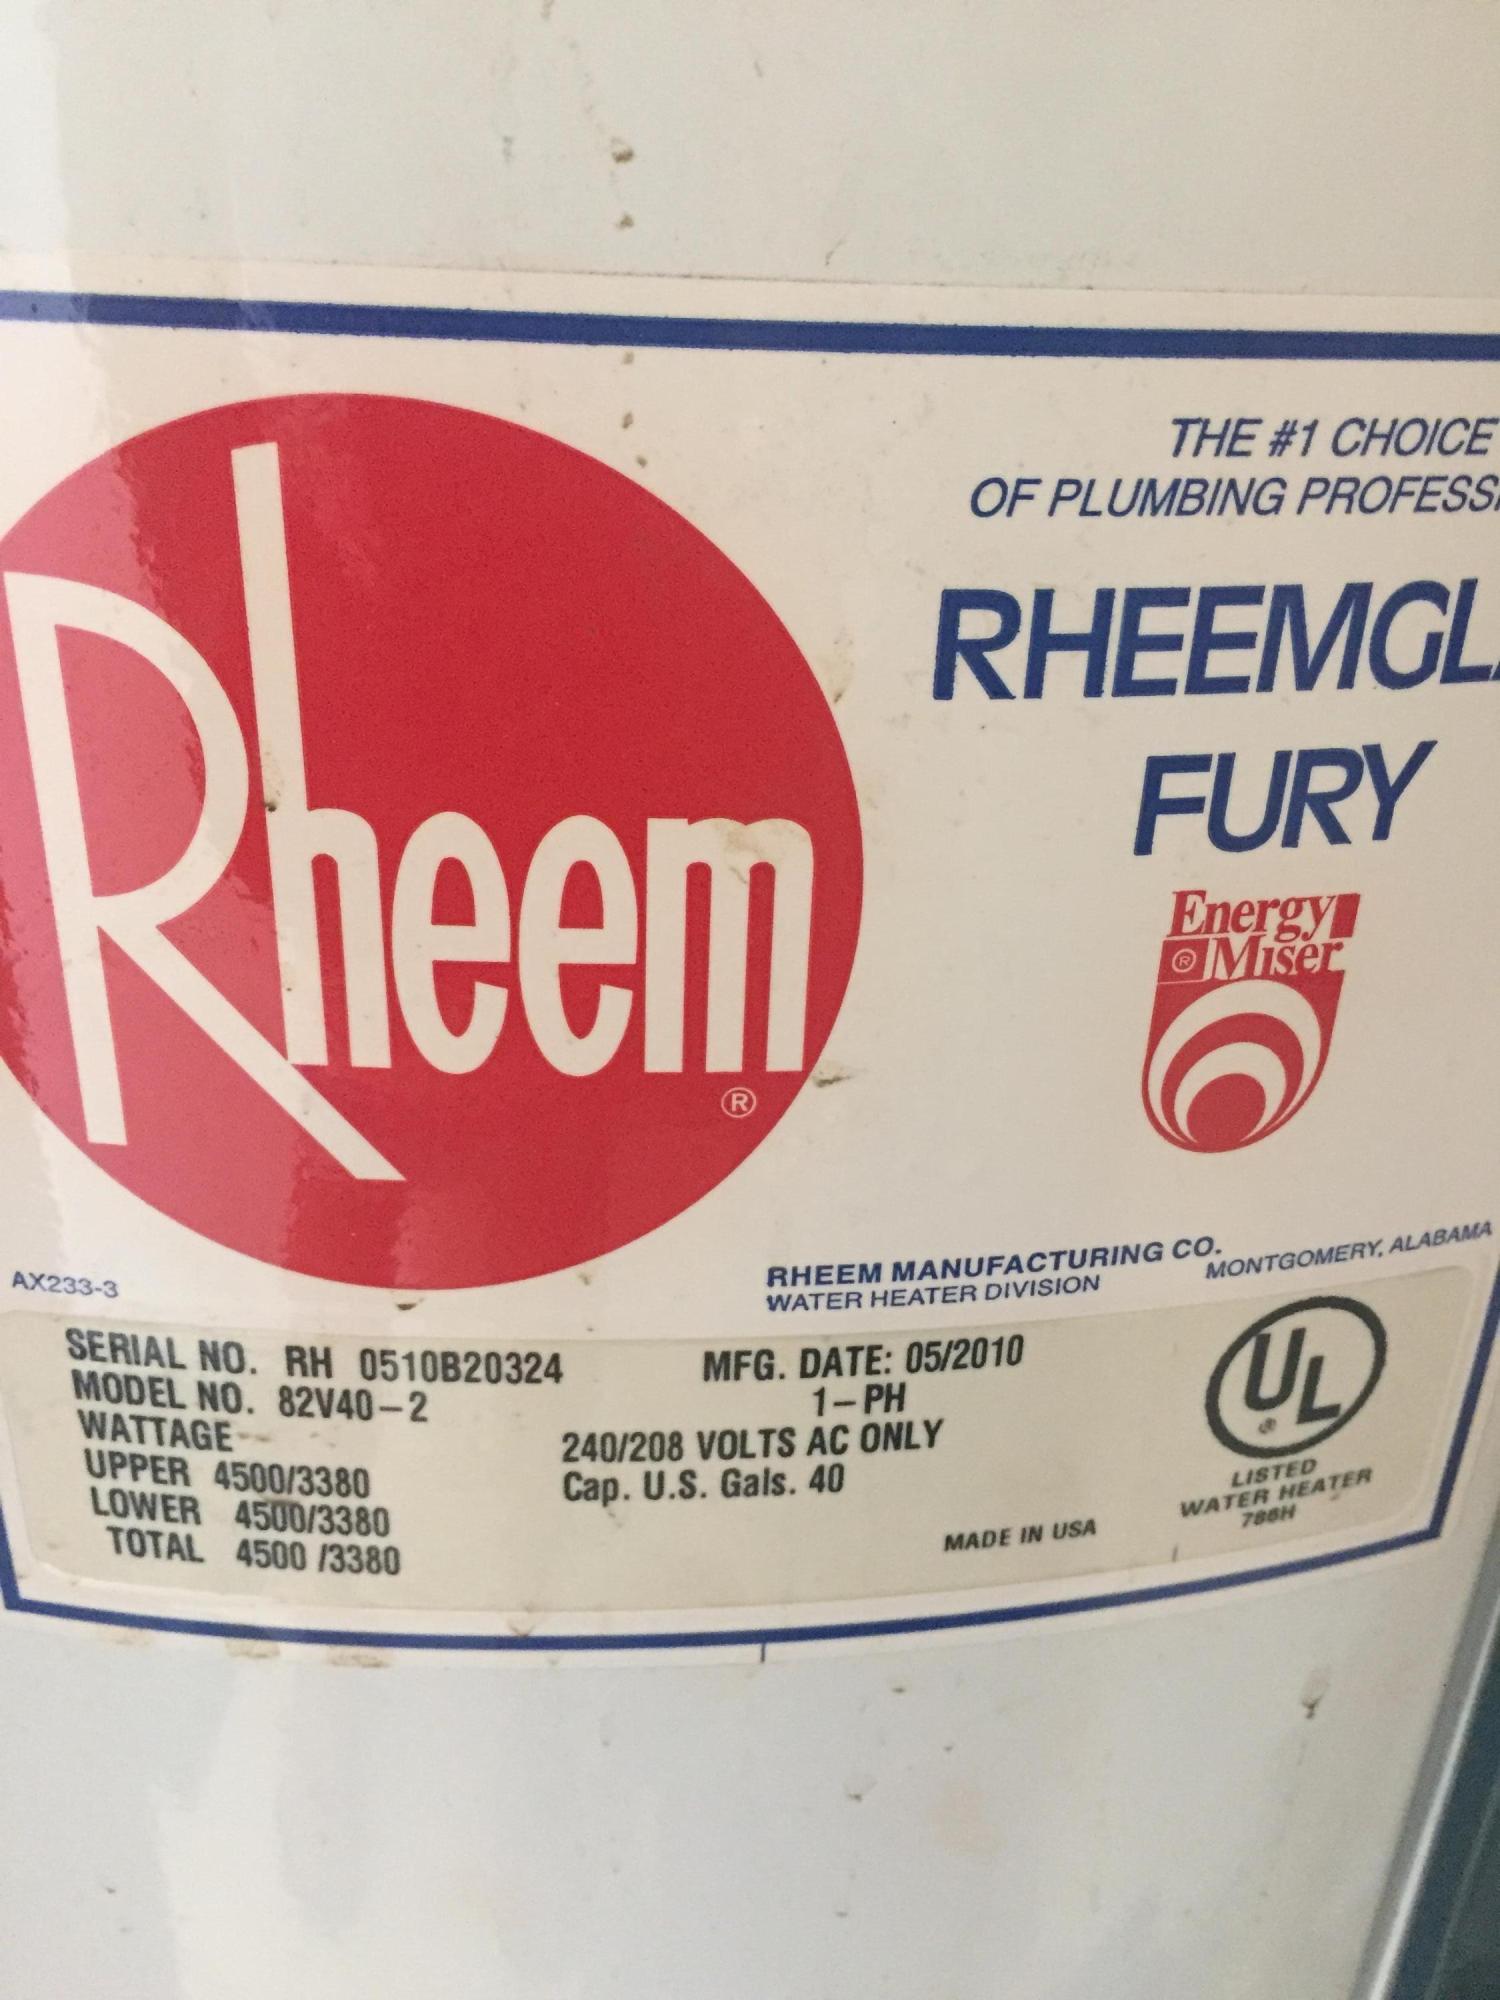 THE #1 CHOICE
OF PLUMBING PROFESS
Rheem ®
RHEEMGL
FURY
Energy
® Miser
AX233-3
RHEEM MANUFACTURING CO.
WATER HEATER DIVISION
MONTGOMERY, ALABAMA
SERIAL NO. RH 0510B20324 MFG. DATE: 05/2010
MODEL NO. 82V40-2 1-PH
WATTAGE 240/208 VOLTS AC ONLY
UPPER 4500/3380 Cap. U.S. Gals. 40
LOWER 4500/3380
TOTAL 4500 /3380
MADE IN USA
UL ®
LISTED
WATER HEATER
786H